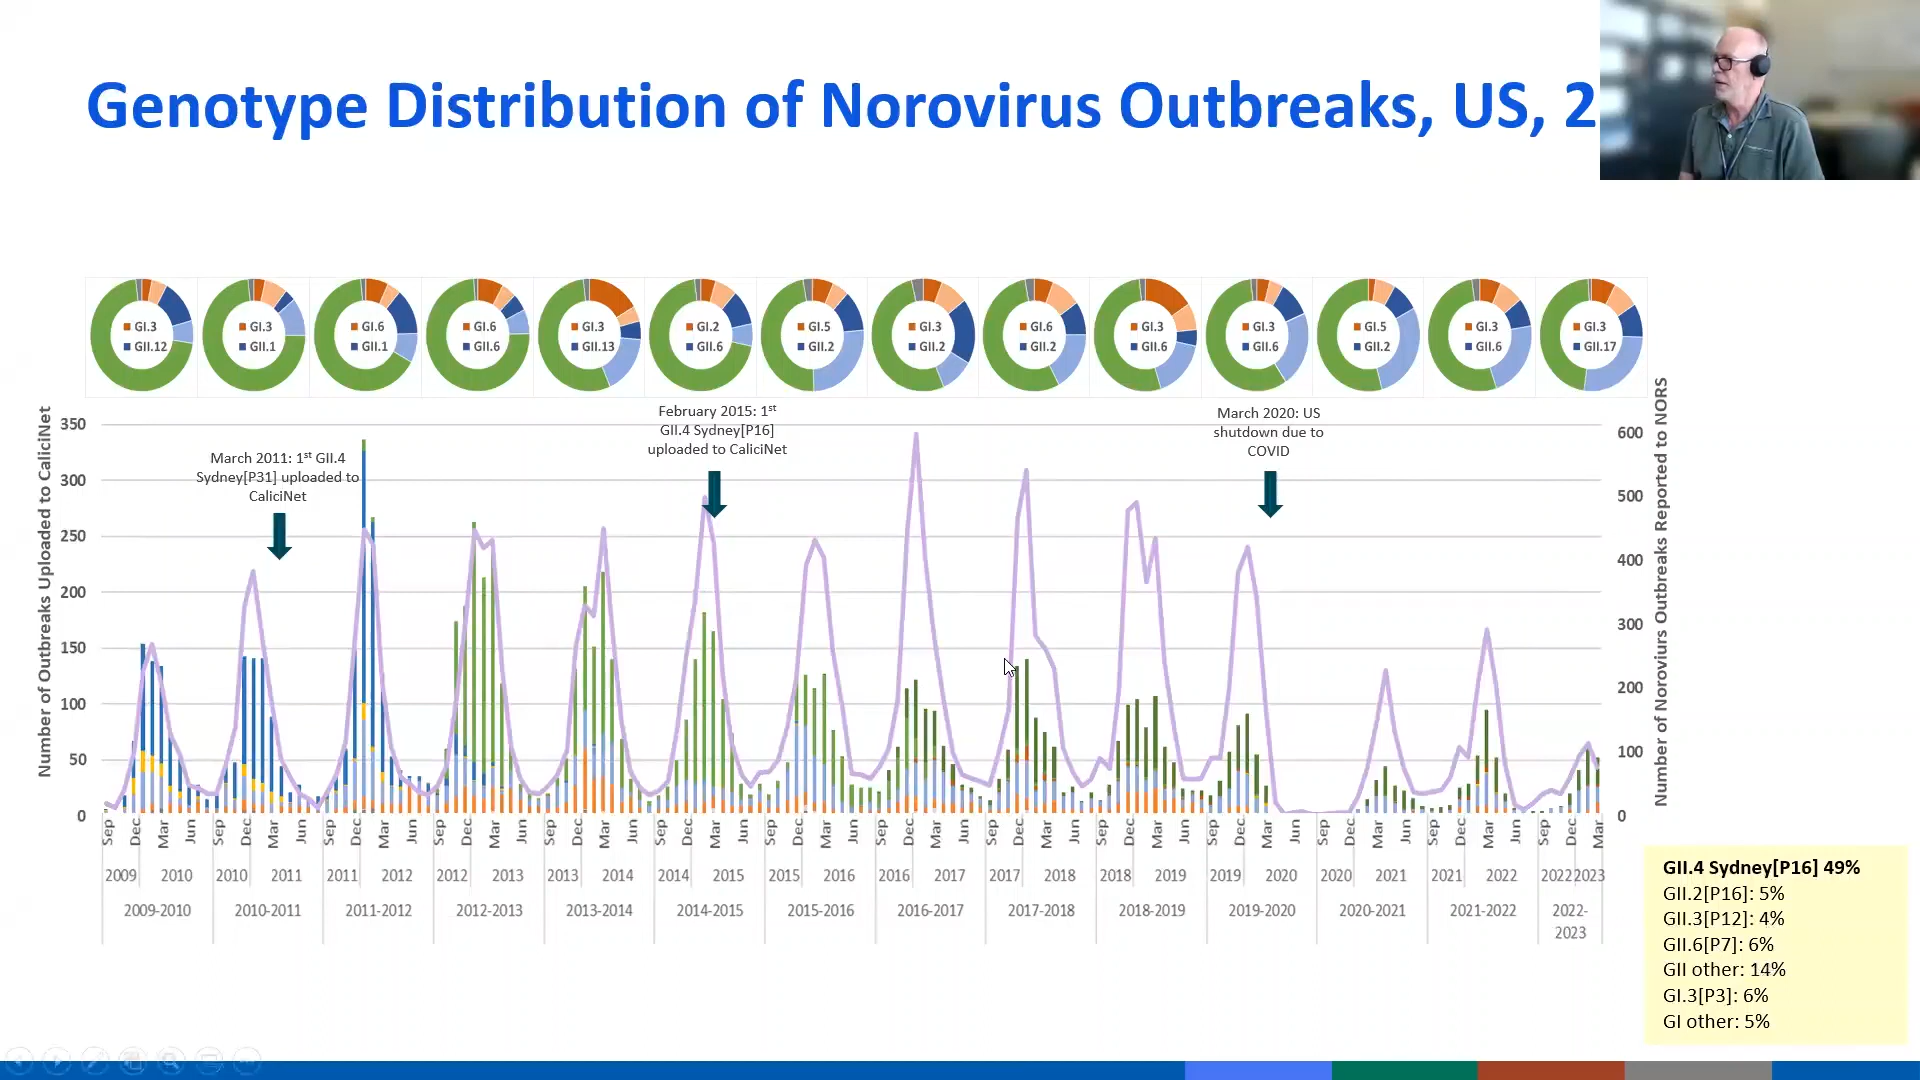 Genotype Distribution of Norovirus Outbreaks, US, 2
GI.3
GII.12
GI.3
GII.1
GI.6
GII.1
GI.6
GII.6
GI.3
GII.13
GI.2
GII.6
GI.5
GII.2
GI.3
GII.2
GI.6
GII.2
GI.3
GII.6
GI.3
GII.6
GI.5
GII.2
GI.3
GII.6
GI.3
GII.17
Number of Outbreaks Uploaded to CaliciNet
350
300
250
200
150
100
50
0
March 2011: 1st GII.4
Sydney[P31] uploaded to
CaliciNet
February 2015: 1st
GII.4 Sydney[P16]
uploaded to CaliciNet
March 2020: US
shutdown due to
COVID
Number of Noroviurs Outbreaks Reported to NORS
600
500
400
300
200
100
0
Sep Dec Mar Jun Sep Dec Mar Jun Sep Dec Mar Jun Sep Dec Mar Jun Sep Dec Mar Jun Sep Dec Mar Jun Sep Dec Mar Jun Sep Dec Mar Jun Sep Dec Mar Jun Sep Dec Mar Jun Sep Dec Mar Jun Sep Dec Mar Jun Sep Dec Mar Jun Sep Dec Mar
2009 2010 2010 2011 2011 2012 2012 2013 2013 2014 2014 2015 2015 2016 2016 2017 2017 2018 2018 2019 2019 2020 2020 2021 2021 2022 2022 2023
2009-2010 2010-2011 2011-2012 2012-2013 2013-2014 2014-2015 2015-2016 2016-2017 2017-2018 2018-2019 2019-2020 2020-2021 2021-2022 2022-
2023
GII.4 Sydney[P16] 49%
GII.2[P16]: 5%
GII.3[P12]: 4%
GII.6[P7]: 6%
GII other: 14%
GI.3[P3]: 6%
GI other: 5%